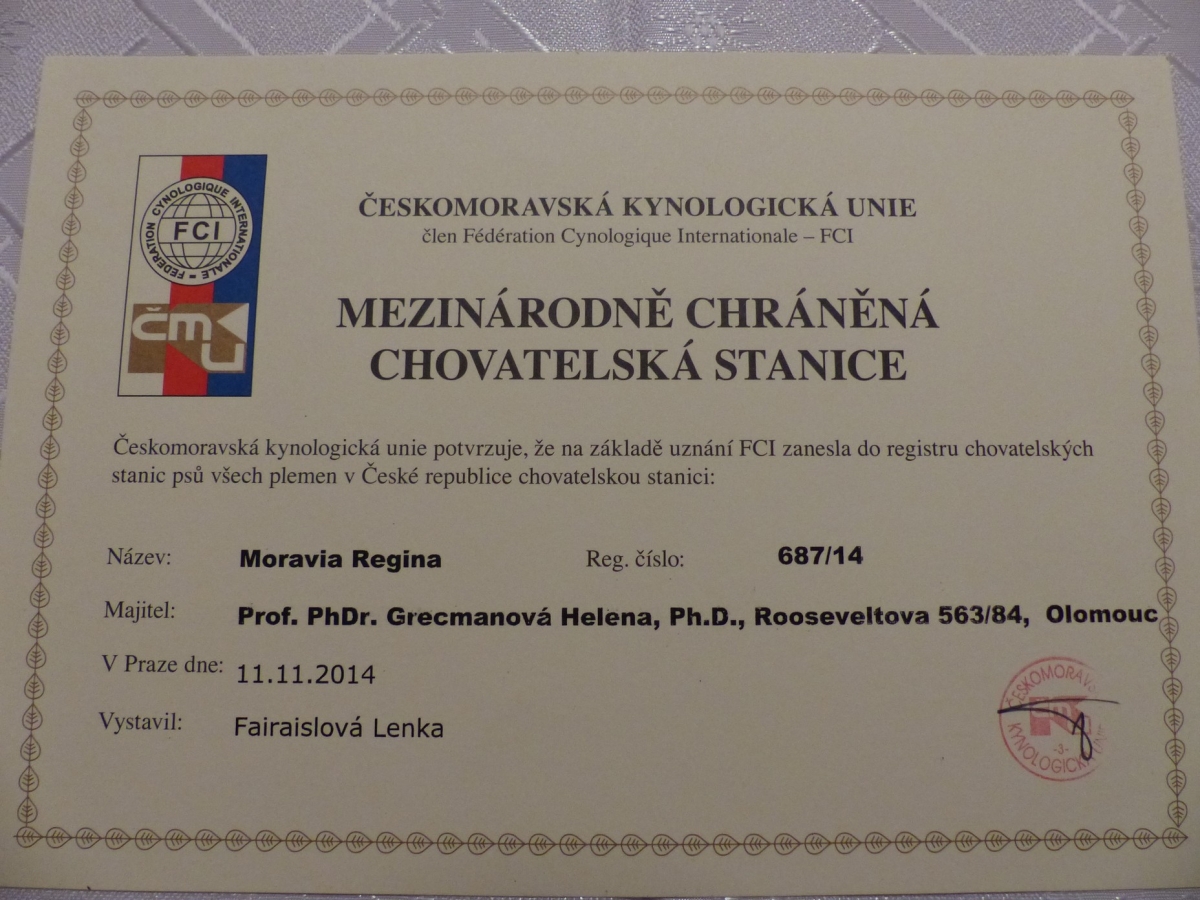 FEDERATION CYNOLOGIQUE INTERNATIONALE
FCI
ČMKU
ČESKOMORAVSKÁ KYNOLOGICKÁ UNIE
člen Fédération Cynologique Internationale – FCI
MEZINÁRODNĚ CHRÁNĚNÁ
CHOVATELSKÁ STANICE
Českomoravská kynologická unie potvrzuje, že na základě uznání FCI zanesla do registru chovatelských
stanic psů všech plemen v České republice chovatelskou stanici:
Název: Moravia Regina Reg. číslo: 687/14
Majitel: Prof. PhDr. Grecmanová Helena, Ph.D., Rooseveltova 563/84, Olomouc
V Praze dne: 11.11.2014
Vystavil: Fairaislová Lenka
-3-